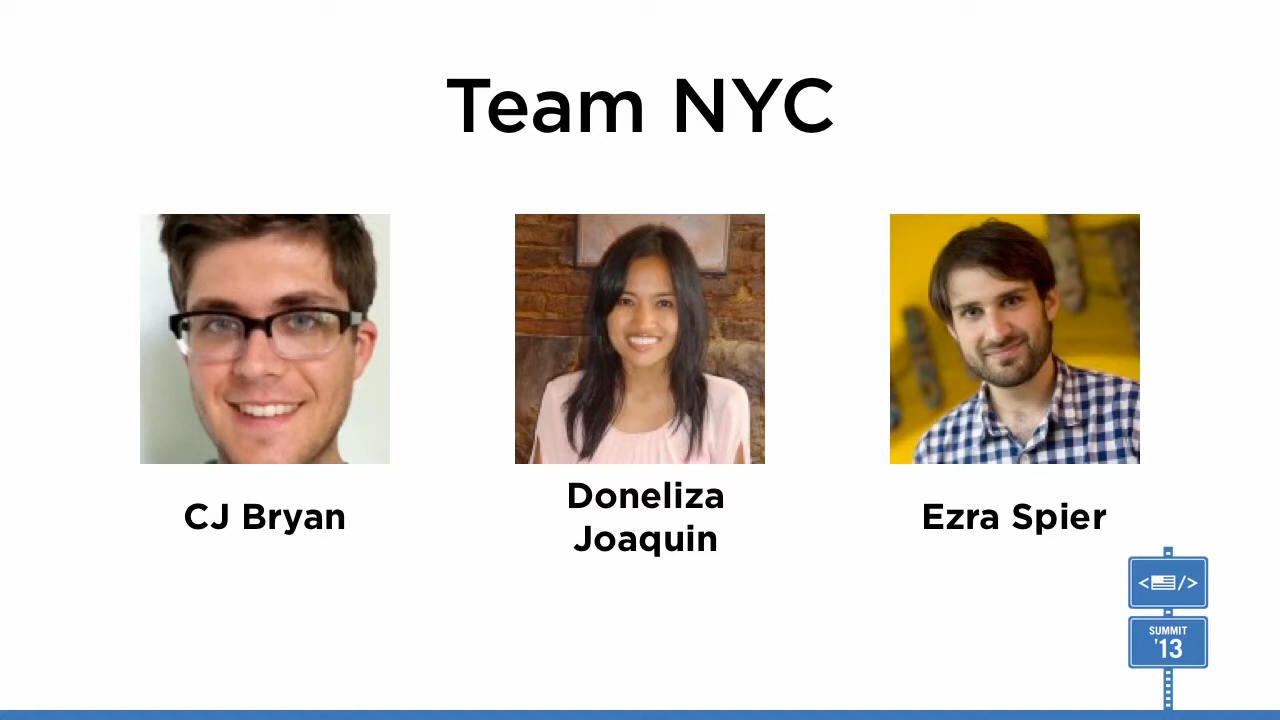 Team NYC
CJ Bryan
Doneliza
Joaquin
Ezra Spier
< />
SUMMIT
'13